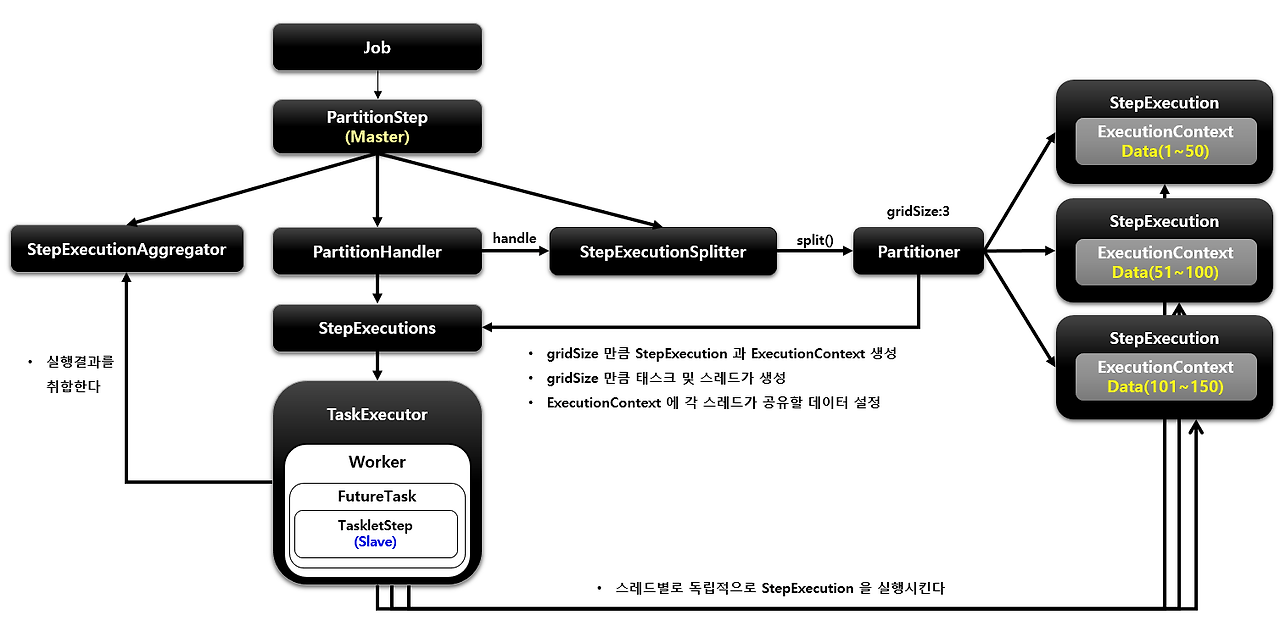 Job
PartitionStep
(Master)
StepExecutionAggregator
PartitionHandler
handle
StepExecutionSplitter
split()
gridSize:3
Partitioner
StepExecution
ExecutionContext
Data(1~50)
StepExecution
ExecutionContext
Data(51~100)
StepExecution
ExecutionContext
Data(101~150)
StepExecutions
• gridSize 만큼 StepExecution 과 ExecutionContext 생성
• gridSize 만큼 태스크 및 스레드가 생성
• ExecutionContext 에 각 스레드가 공유할 데이터 설정
• 실행결과를
취합한다
TaskExecutor
Worker
FutureTask
TaskletStep
(Slave)
• 스레드별로 독립적으로 StepExecution 을 실행시킨다